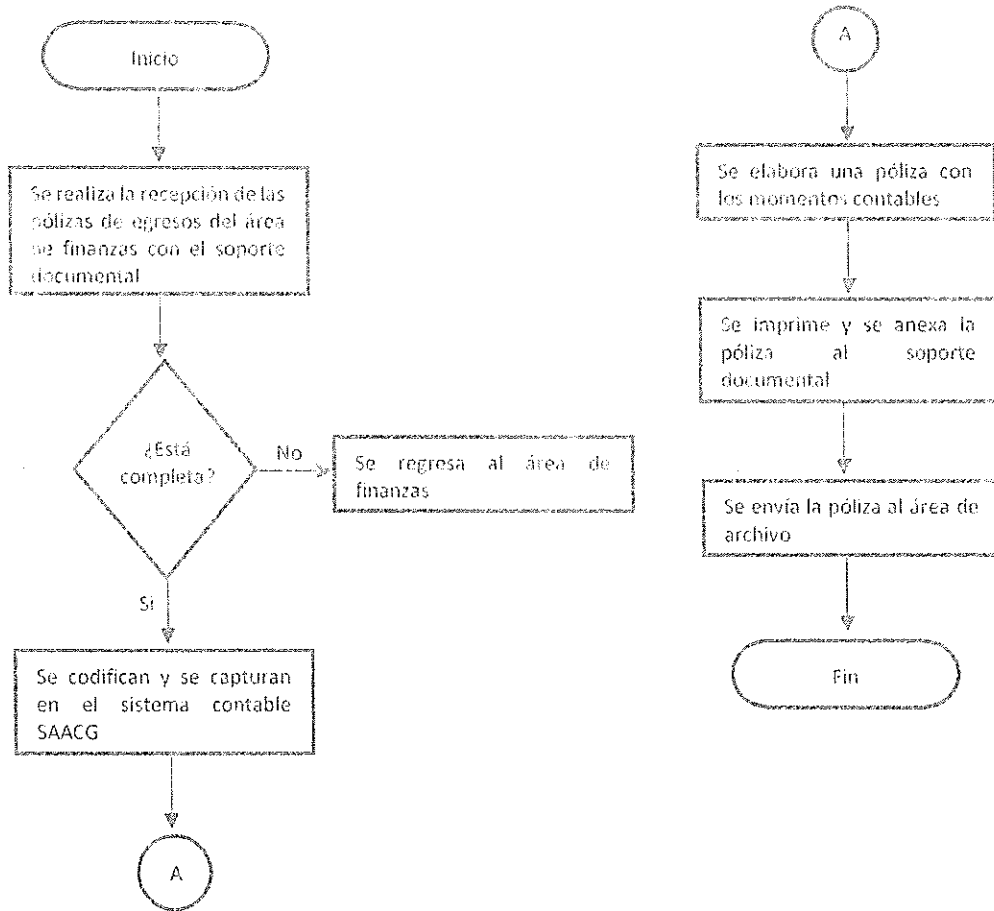 Inicio
Se realiza la recepción de las
pólizas de egresos del área
de finanzas con el soporte
documental
¿Está
completa?
No
Se regresa al área de
finanzas
Si
Se codifican y se capturan
en el sistema contable
SAACG
A
A
Se elabora una póliza con
los momentos contables
Se imprime y se anexa la
póliza al soporte
documental
Se envía la póliza al área de
archivo
Fin